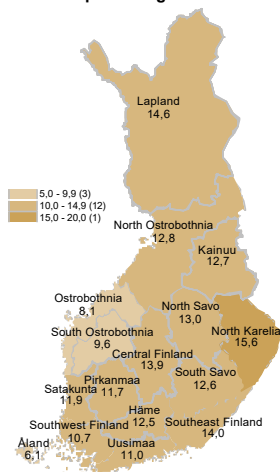 Lapland
14,6
5,0 - 9,9 (3)
10,0 - 14,9 (12)
15,0 - 20,0 (1)
North Ostrobothnia
12,8
Kainuu
12,7
Ostrobothnia
8,1
North Savo
13,0
South Ostrobothnia
9,6
North Karelia
15,6
Central Finland
13,9
South Savo
12,6
Pirkanmaa
11,7
Satakunta
11,9
Häme
12,5
Southwest Finland
10,7
Southeast Finland
14,0
Åland
6,1
Uusimaa
11,0